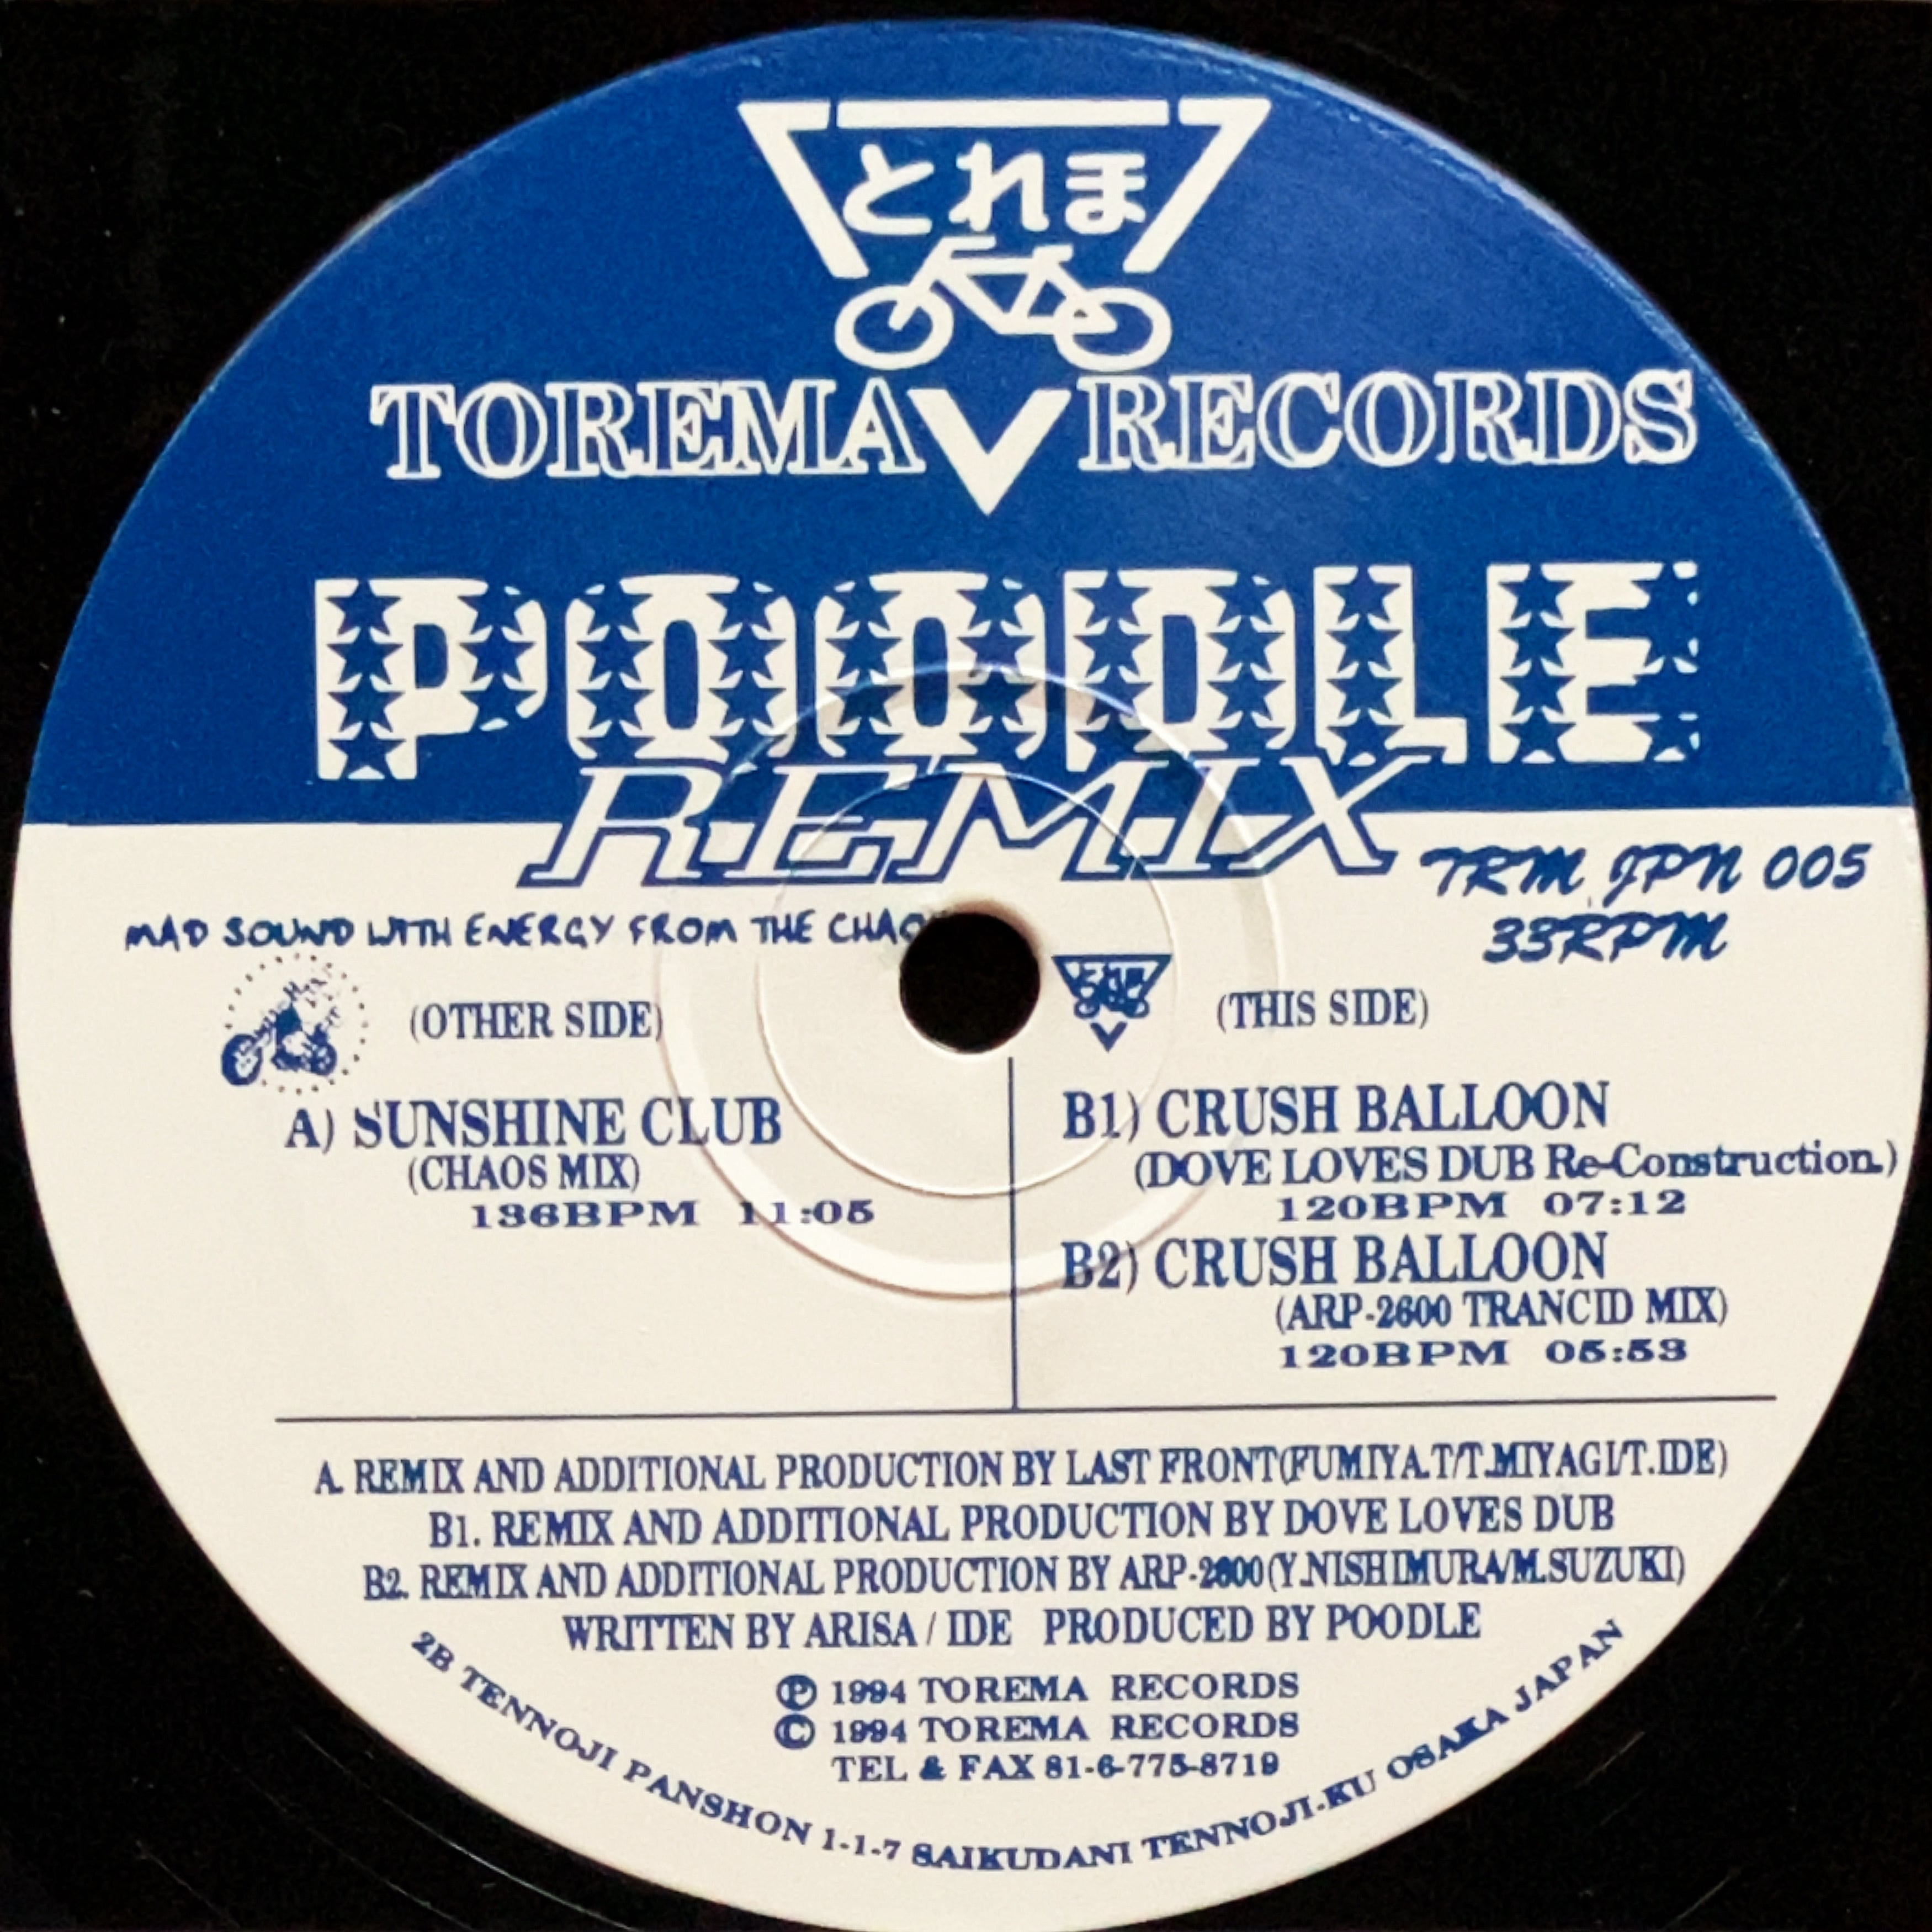 とれま
TOREMA RECORDS
POODLE
REMIX
TRM JPN 005
33RPM
MAD SOUND WITH ENERGY FROM THE CHAO
(OTHER SIDE)
A) SUNSHINE CLUB
(CHAOS MIX)
136BPM 11:05
とれま
(THIS SIDE)
B1) CRUSH BALLOON
(DOVE LOVES DUB Re-Construction.)
120BPM 07:12
B2) CRUSH BALLOON
(ARP-2600 TRANCID MIX)
120BPM 05:53
A. REMIX AND ADDITIONAL PRODUCTION BY LAST FRONT(FUMIYA.T/T.MIYAGI/T.IDE)
B1. REMIX AND ADDITIONAL PRODUCTION BY DOVE LOVES DUB
B2. REMIX AND ADDITIONAL PRODUCTION BY ARP-2600(Y.NISHIMURA/M.SUZUKI)
WRITTEN BY ARISA / IDE PRODUCED BY POODLE
Ⓟ 1994 TOREMA RECORDS
© 1994 TOREMA RECORDS
TEL & FAX 81-6-775-8719
2B TENNOJI PANSHON 1-1-7 SAIKUDANI TENNOJI-KU OSAKA JAPAN